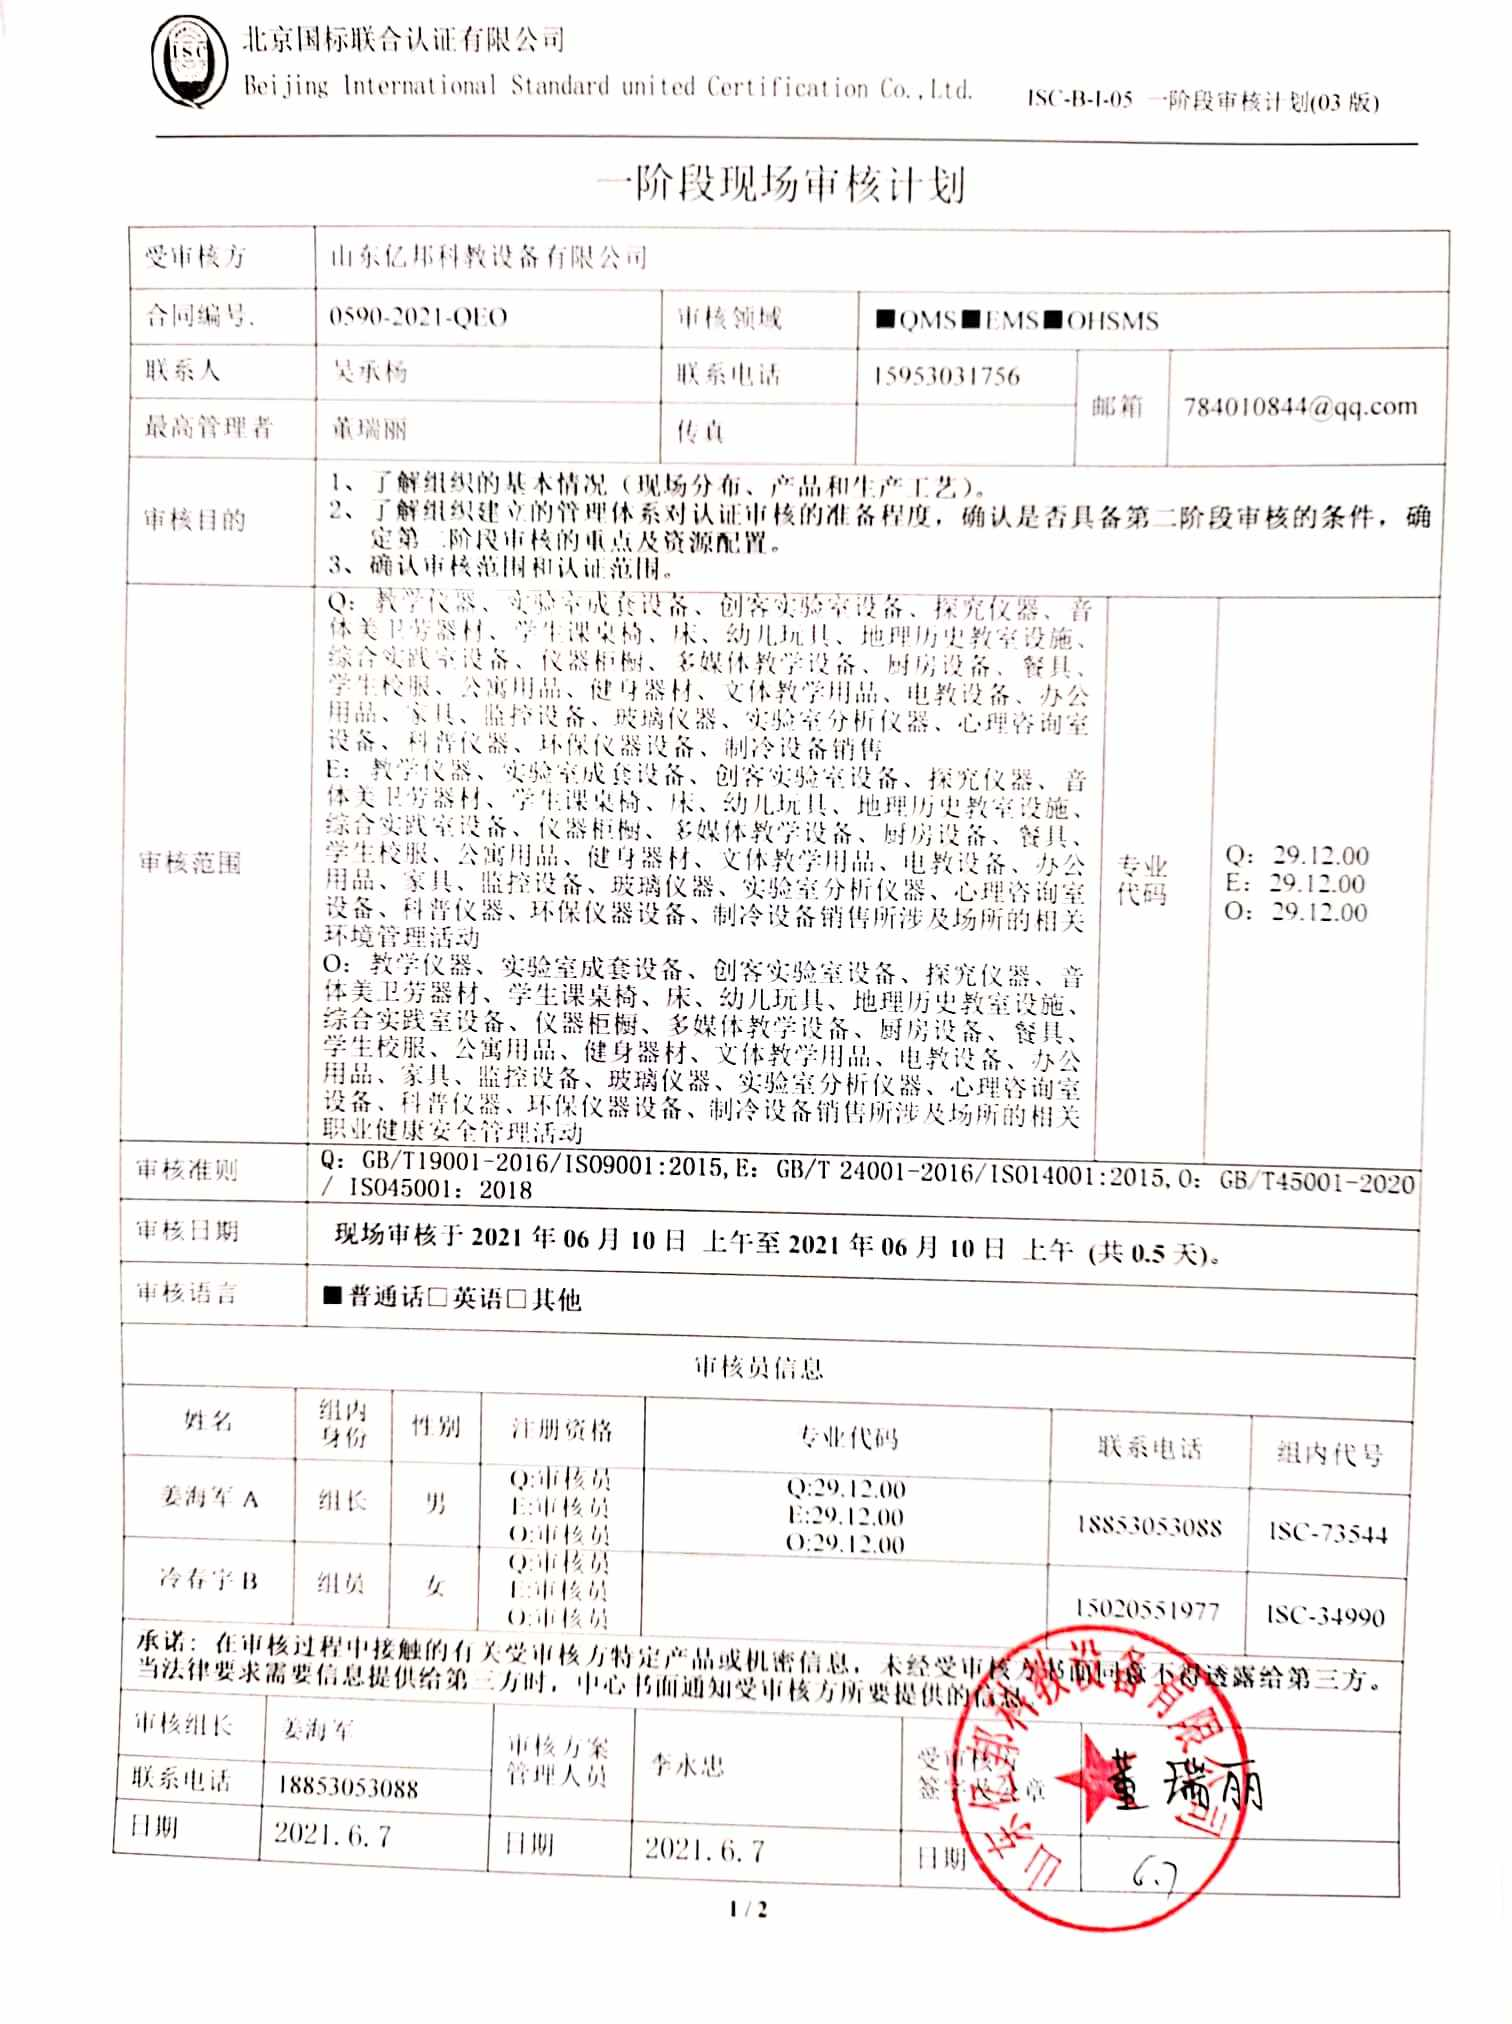 ISC
北京国标联合认证有限公司
Beijing International Standard united Certification Co.,Ltd.
ISC-B-I-05 一阶段审核计划(03版)
一阶段现场审核计划
受审核方 山东亿邦科教设备有限公司
合同编号. 0590-2021-QEO 审核领域 ■QMS■EMS■OHSMS
联系人 吴承杨 联系电话 15953031756 邮箱 784010844@qq.com
最高管理者 董瑞丽 传真
审核目的
1、了解组织的基本情况（现场分布、产品和生产工艺）。
2、了解组织建立的管理体系对认证审核的准备程度，确认是否具备第二阶段审核的条件，确
定第二阶段审核的重点及资源配置。
3、确认审核范围和认证范围。
审核范围
Q：教学仪器、实验室成套设备、创客实验室设备、探究仪器、音
体美卫劳器材、学生课桌椅、床、幼儿玩具、地理历史教室设施、
综合实践室设备、仪器柜橱、多媒体教学设备、厨房设备、餐具、
学生校服、公寓用品、健身器材、文体教学用品、电教设备、办公
用品、家具、监控设备、玻璃仪器、实验室分析仪器、心理咨询室
设备、科普仪器、环保仪器设备、制冷设备销售
E：教学仪器、实验室成套设备、创客实验室设备、探究仪器、音
体美卫劳器材、学生课桌椅、床、幼儿玩具、地理历史教室设施、
综合实践室设备、仪器柜橱、多媒体教学设备、厨房设备、餐具、
学生校服、公寓用品、健身器材、文体教学用品、电教设备、办公
用品、家具、监控设备、玻璃仪器、实验室分析仪器、心理咨询室
设备、科普仪器、环保仪器设备、制冷设备销售所涉及场所的相关
环境管理活动
O：教学仪器、实验室成套设备、创客实验室设备、探究仪器、音
体美卫劳器材、学生课桌椅、床、幼儿玩具、地理历史教室设施、
综合实践室设备、仪器柜橱、多媒体教学设备、厨房设备、餐具、
学生校服、公寓用品、健身器材、文体教学用品、电教设备、办公
用品、家具、监控设备、玻璃仪器、实验室分析仪器、心理咨询室
设备、科普仪器、环保仪器设备、制冷设备销售所涉及场所的相关
职业健康安全管理活动
专业
代码
Q：29.12.00
E：29.12.00
O：29.12.00
审核准则
Q：GB/T19001-2016/ISO9001:2015,E：GB/T 24001-2016/ISO14001:2015,O：GB/T45001-2020
/ ISO45001：2018
审核日期 现场审核于2021年06月10日 上午至2021年06月10日 上午 (共0.5天)。
审核语言 ■普通话□英语□其他
审核员信息
姓名 组内身份 性别 注册资格 专业代码 联系电话 组内代号
姜海军A 组长 男
Q:审核员
E:审核员
O:审核员
Q:29.12.00
E:29.12.00
O:29.12.00
18853053088 ISC-73544
冷春宇B 组员 女
Q:审核员
E:审核员
O:审核员
15020551977 ISC-34990
承诺：在审核过程中接触的有关受审核方特定产品或机密信息，未经受审核方书面同意不得透露给第三方。
当法律要求需要信息提供给第三方时，中心书面通知受审核方所要提供的信息。
审核组长 姜海军
审核方案
管理人员
李永忠
受审核方
签字及公章
董瑞丽
联系电话 18853053088
日期 2021.6.7 日期 2021.6.7 日期 6.7
山东亿邦科教设备有限公司
1/2